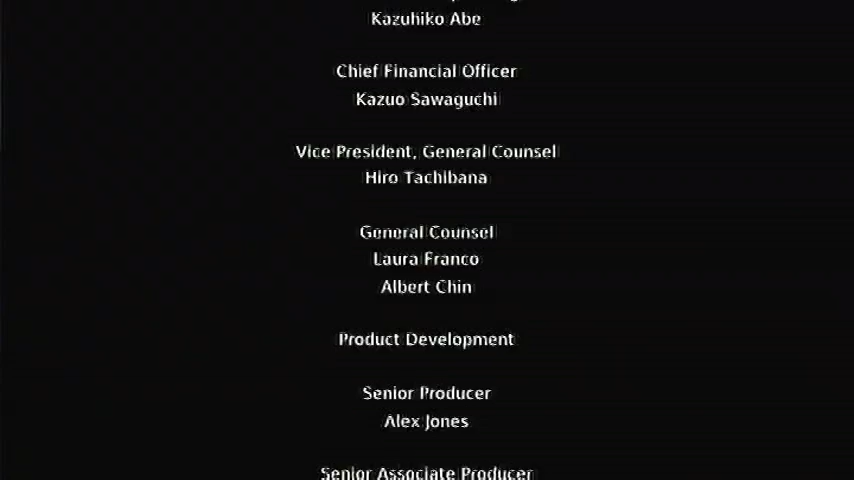 Kazuhiko Abe
Chief Financial Officer
Kazuo Sawaguchi
Vice President, General Counsel
Hiro Tachibana
General Counsel
Laura Franco
Albert Chin
Product Development
Senior Producer
Alex Jones
Senior Associate Producer